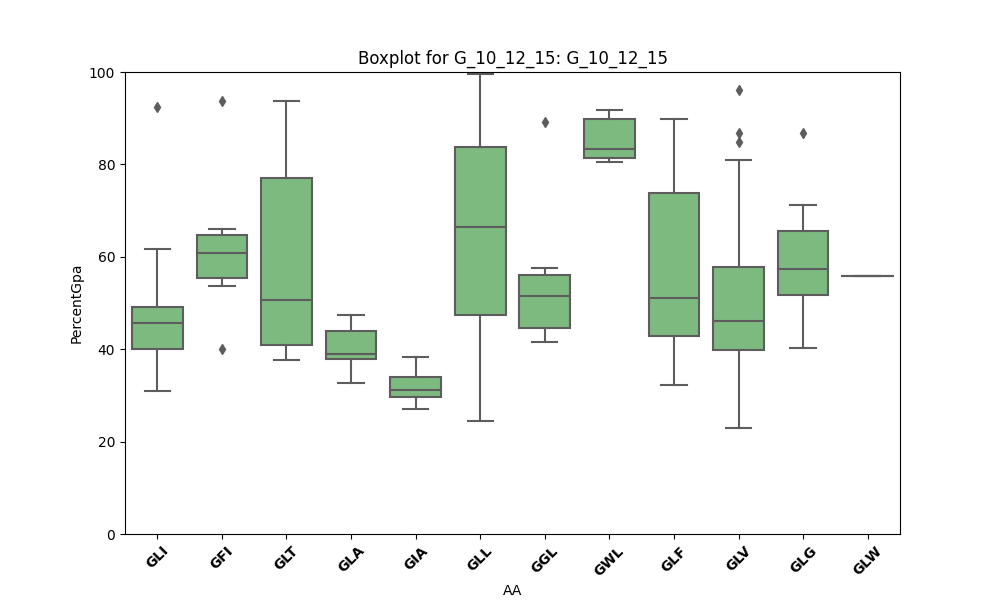 Boxplot for G_10_12_15: G_10_12_15
100
80
60
40
20
0
PercentGpa
GLI GFI GLT GLA GIA GLL GGL GWL GLF GLV GLG GLW
AA